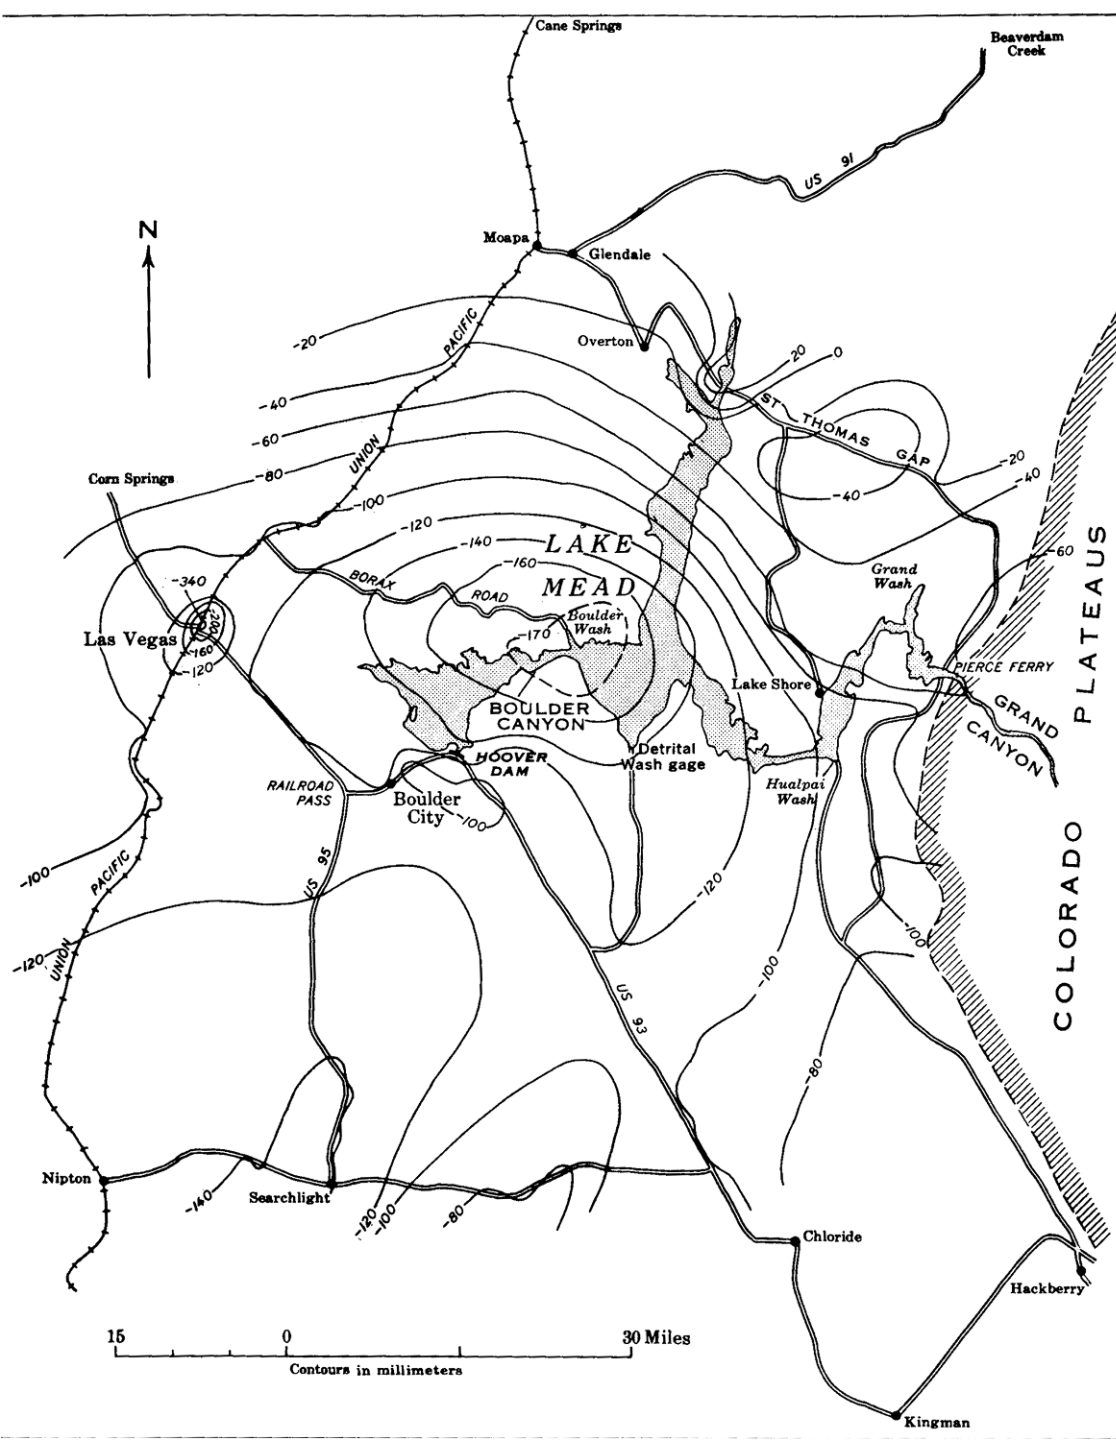 Cane Springs
Beaverdam
Creek
US 91
N
Moapa
Glendale
PACIFIC
-20
Overton
20
0
-40
ST THOMAS GAP
-60
UNION
-20
-80
-40
-40
Corn Springs
-100
-120
LAKE
-140
-60
-160
Grand
Wash
-340
BORAX ROAD
MEAD
-200
Boulder
Wash
Las Vegas
-170
-160
-120
PIERCE FERRY
Lake Shore
BOULDER
CANYON
GRAND
CANYON
HOOVER
DAM
Detrital
Wash gage
RAILROAD
PASS
Hualpai
Wash
Boulder
City
-100
-100
PACIFIC
US 95
-120
-100
-120
UNION
-100
US 93
-80
COLORADO PLATEAUS
Nipton
Searchlight
-140
-120
-100
-80
Chloride
Hackberry
15 0 30 Miles
Contours in millimeters
Kingman